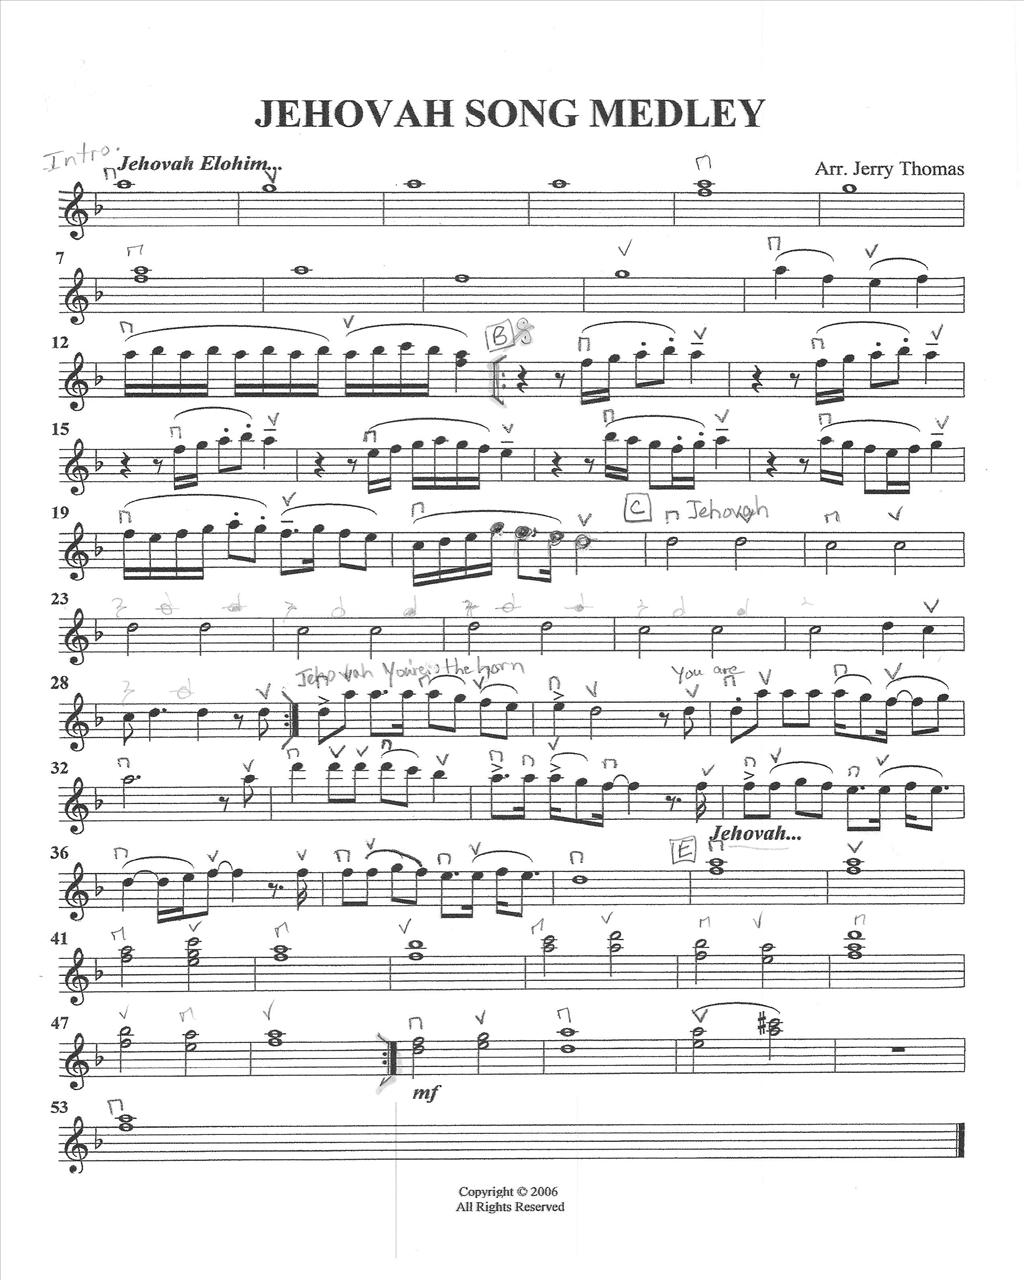 JEHOVAH SONG MEDLEY
Intro.
Jehovah Elohim...
Arr. Jerry Thomas
7
12
B
15
19
C
Jehovah
23
28
Jehovah You're the horn
You are
32
Jehovah...
36
E
41
47
mf
53
Copyright © 2006
All Rights Reserved